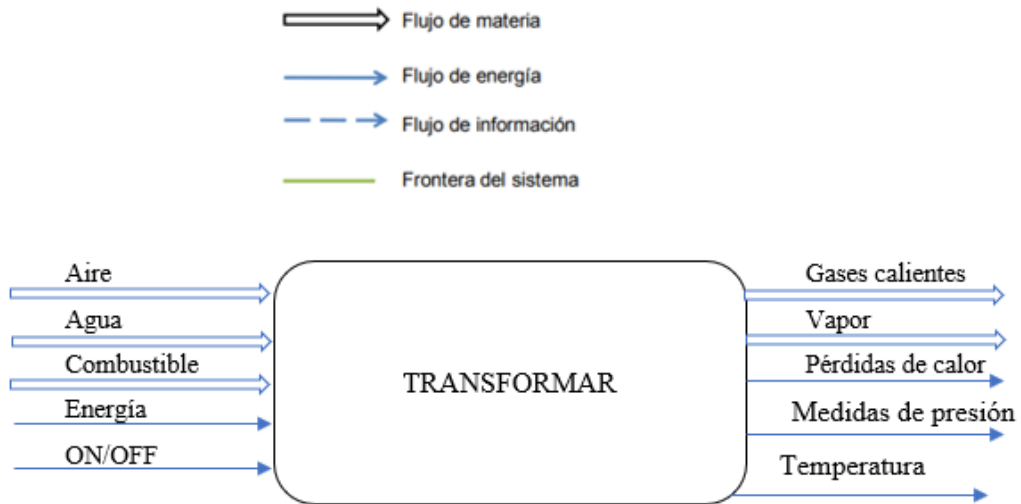 Flujo de materia
Flujo de energía
Flujo de información
Frontera del sistema
Aire
Agua
Combustible
Energía
ON/OFF
TRANSFORMAR
Gases calientes
Vapor
Pérdidas de calor
Medidas de presión
Temperatura